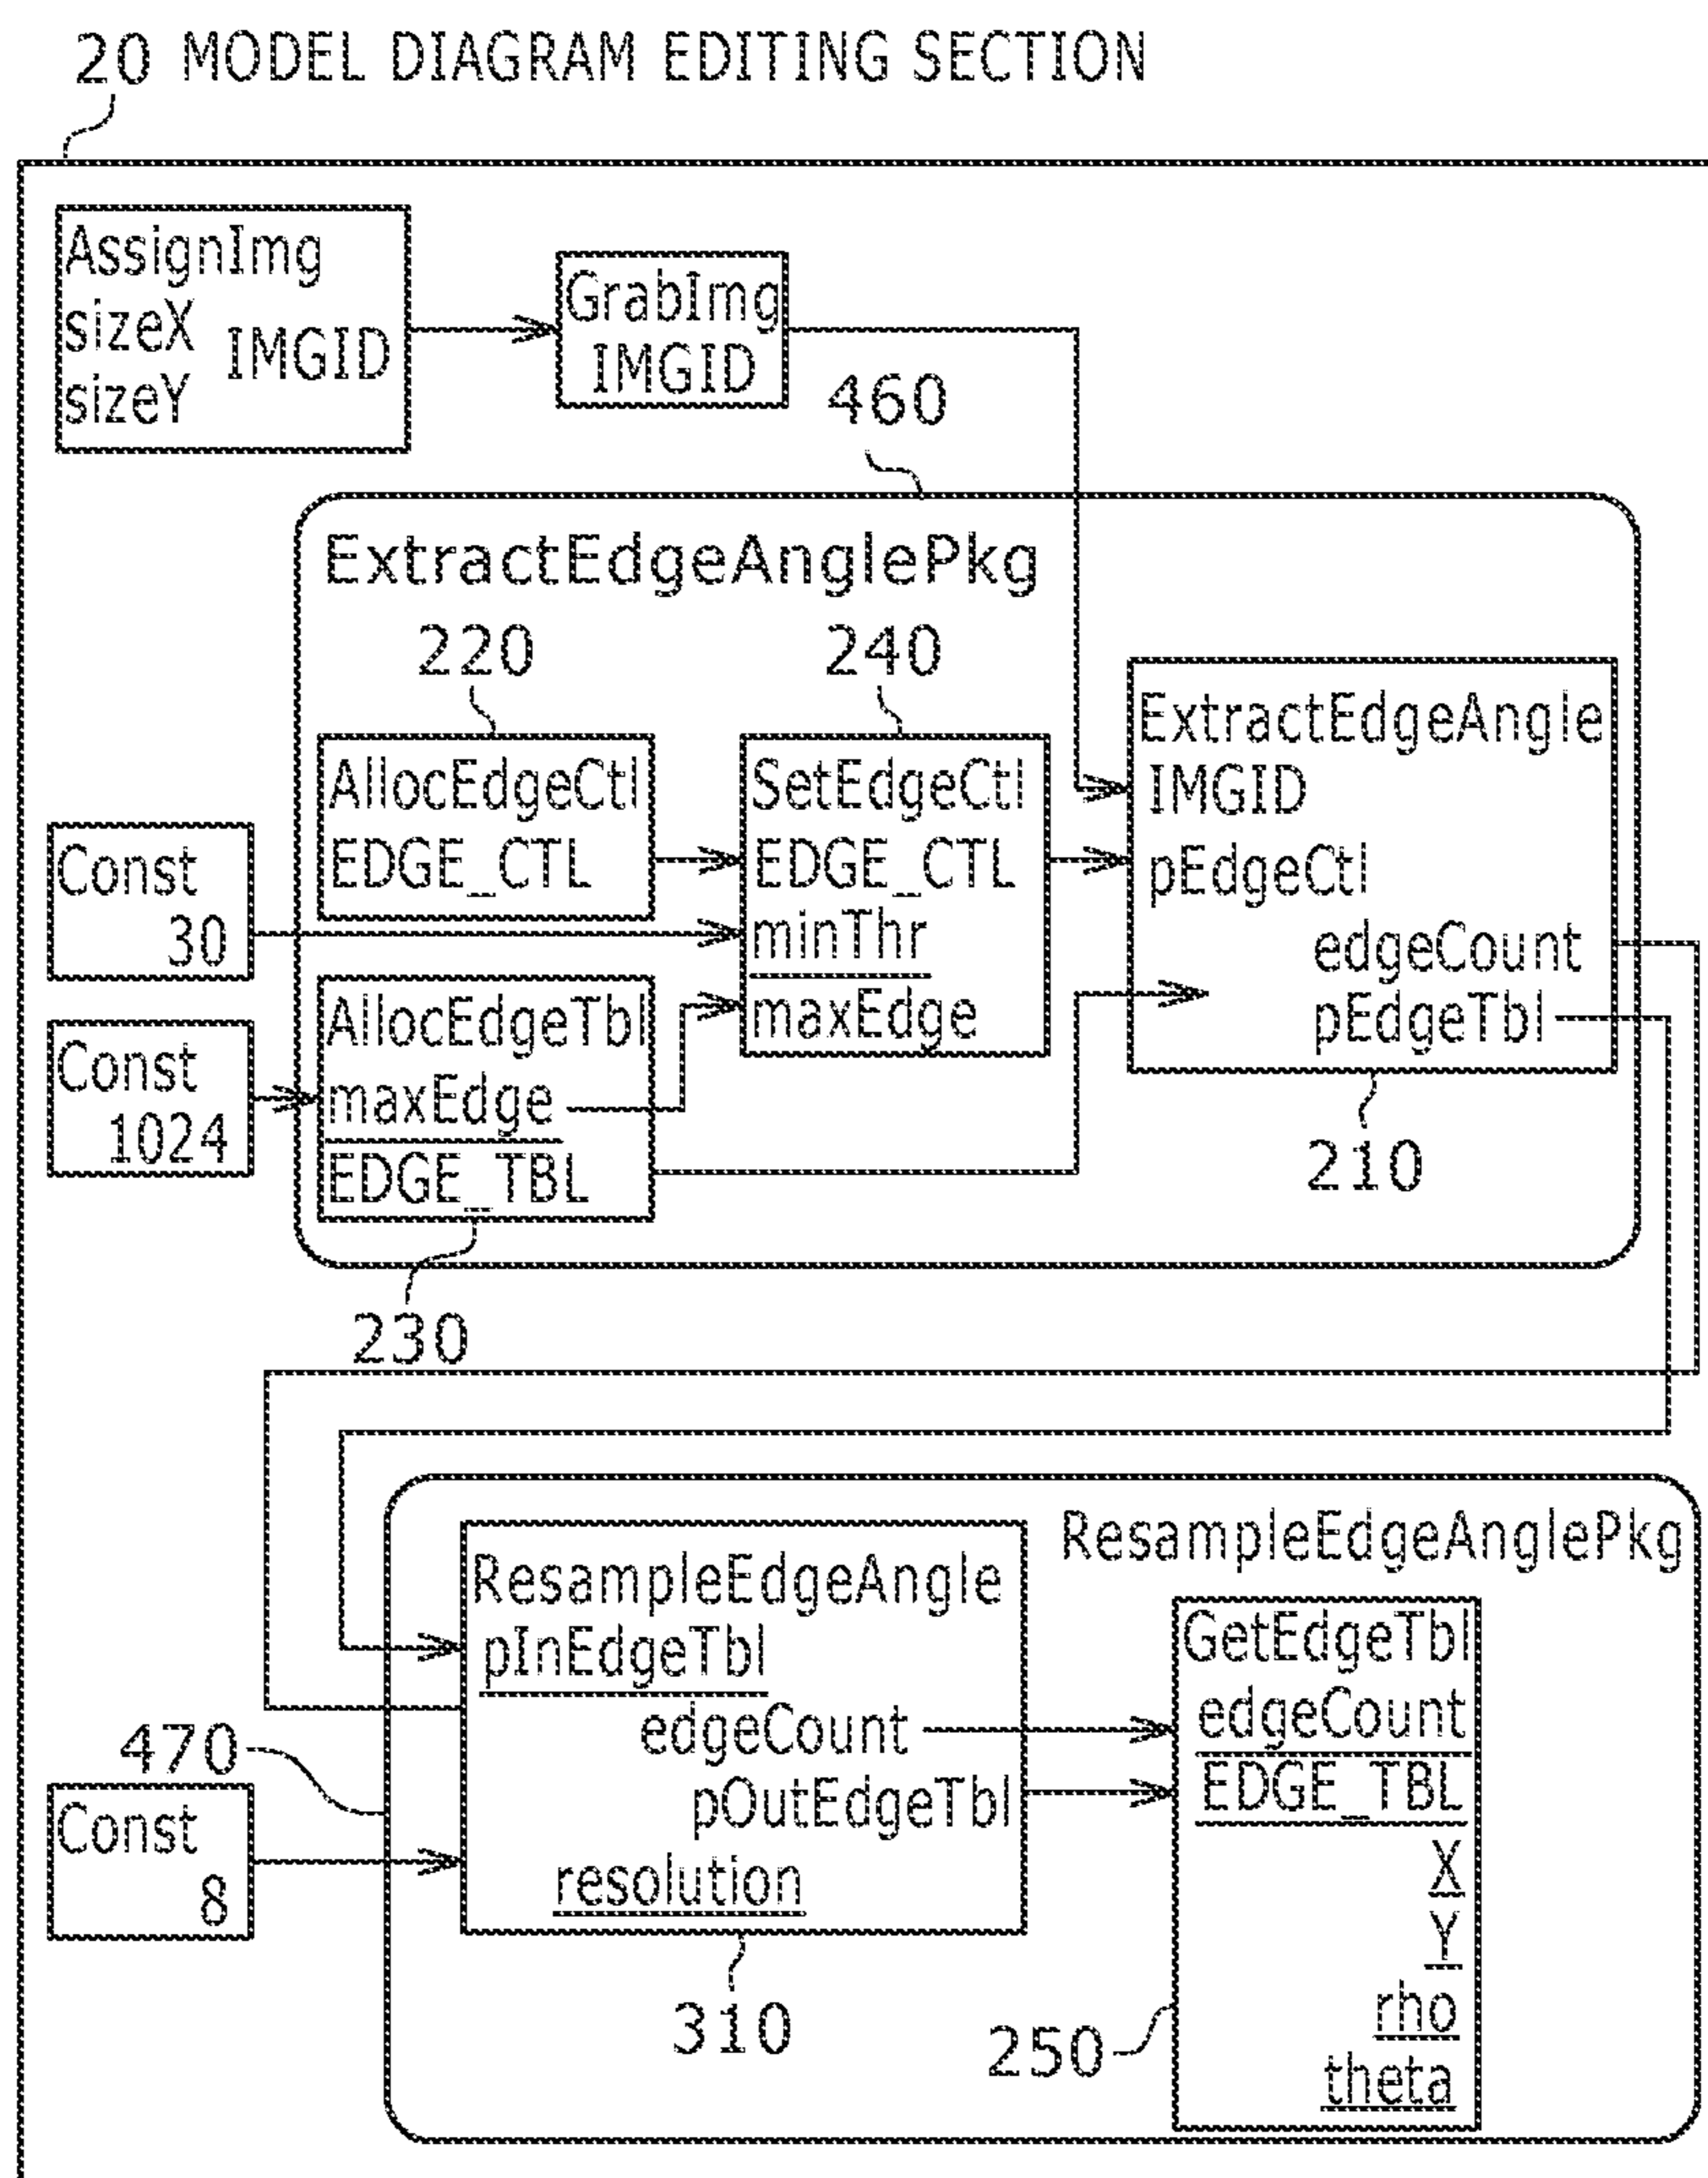 20 MODEL DIAGRAM EDITING SECTION
AssignImg
sizeX
IMGID
sizeY
GrabImg
IMGID
460
ExtractEdgeAnglePkg
220
240
AllocEdgeCtl
EDGE_CTL
SetEdgeCtl
EDGE_CTL
minThr
maxEdge
ExtractEdgeAngle
IMGID
pEdgeCtl
edgeCount
pEdgeTbl
Const
30
AllocEdgeTbl
maxEdge
EDGE_TBL
Const
1024
210
230
ResampleEdgeAnglePkg
ResampleEdgeAngle
pInEdgeTbl
edgeCount
pOutEdgeTbl
resolution
GetEdgeTbl
edgeCount
EDGE_TBL
X
Y
rho
theta
470
Const
8
310
250